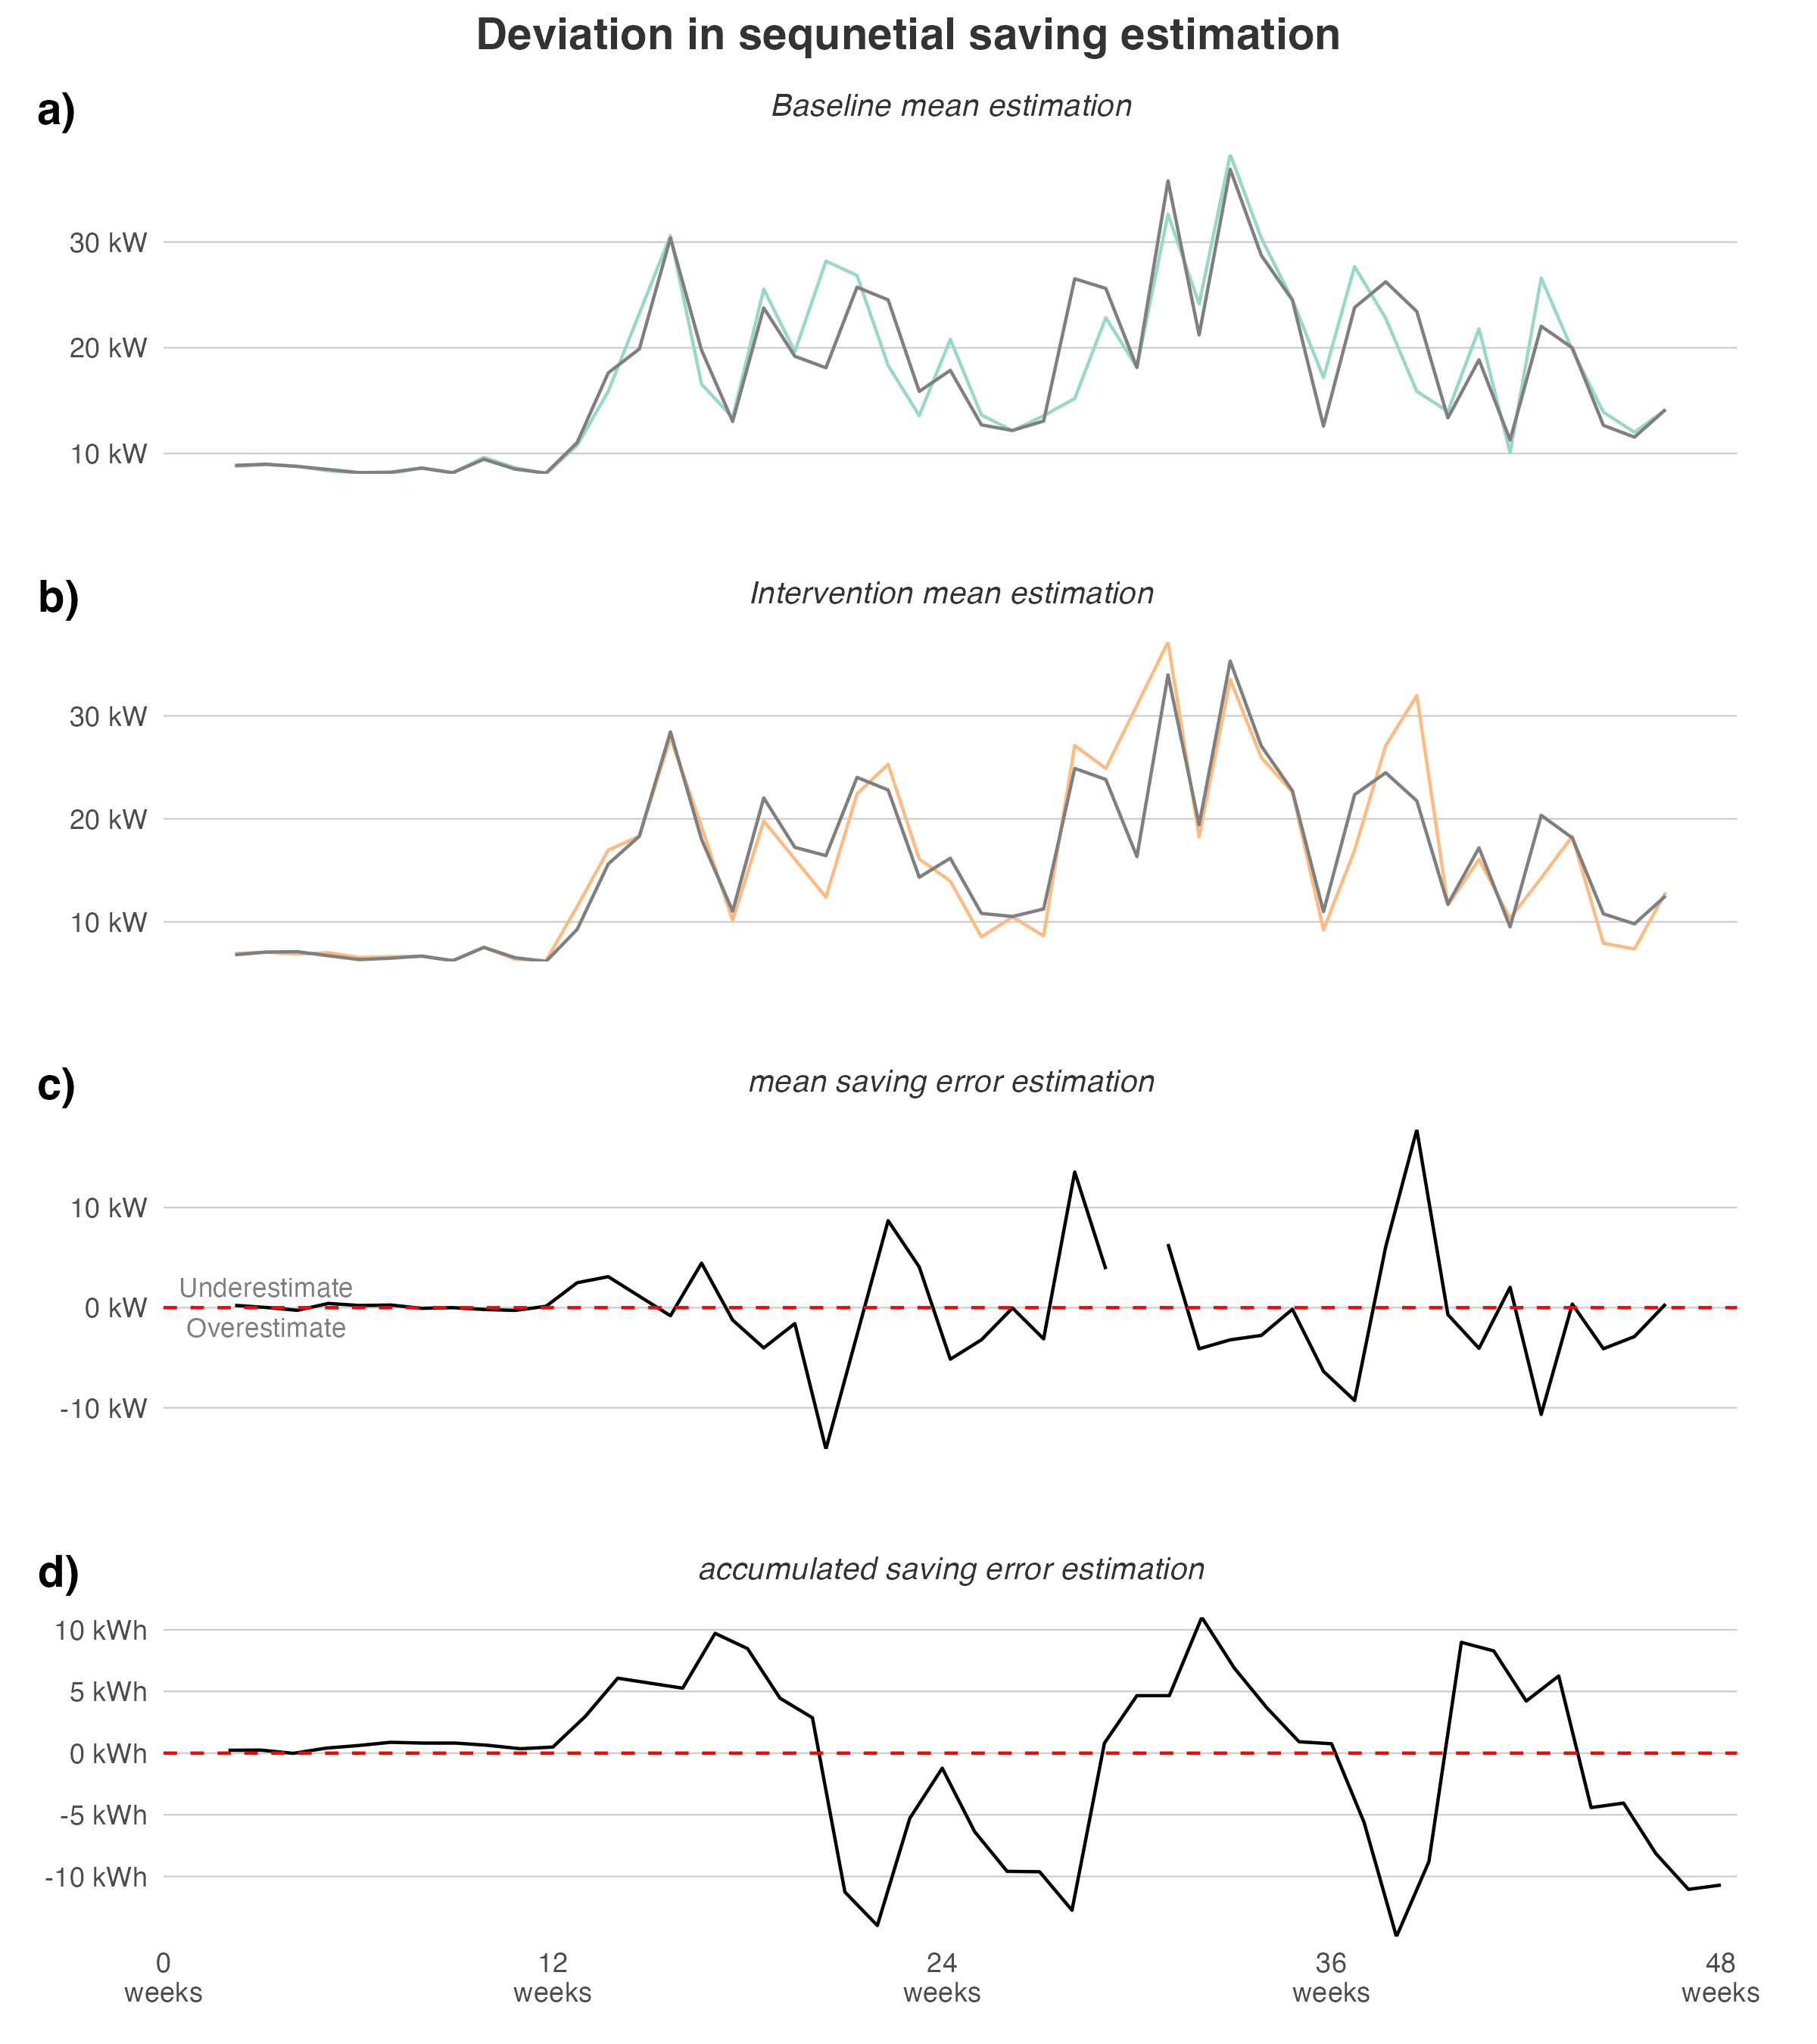 Deviation in sequnetial saving estimation
a)
Baseline mean estimation
30 kW
20 kW
10 kW
b)
Intervention mean estimation
30 kW
20 kW
10 kW
c)
mean saving error estimation
10 kW
Underestimate
0 kW
Overestimate
-10 kW
d)
accumulated saving error estimation
10 kWh
5 kWh
0 kWh
-5 kWh
-10 kWh
0 12 24 36 48
weeks weeks weeks weeks weeks